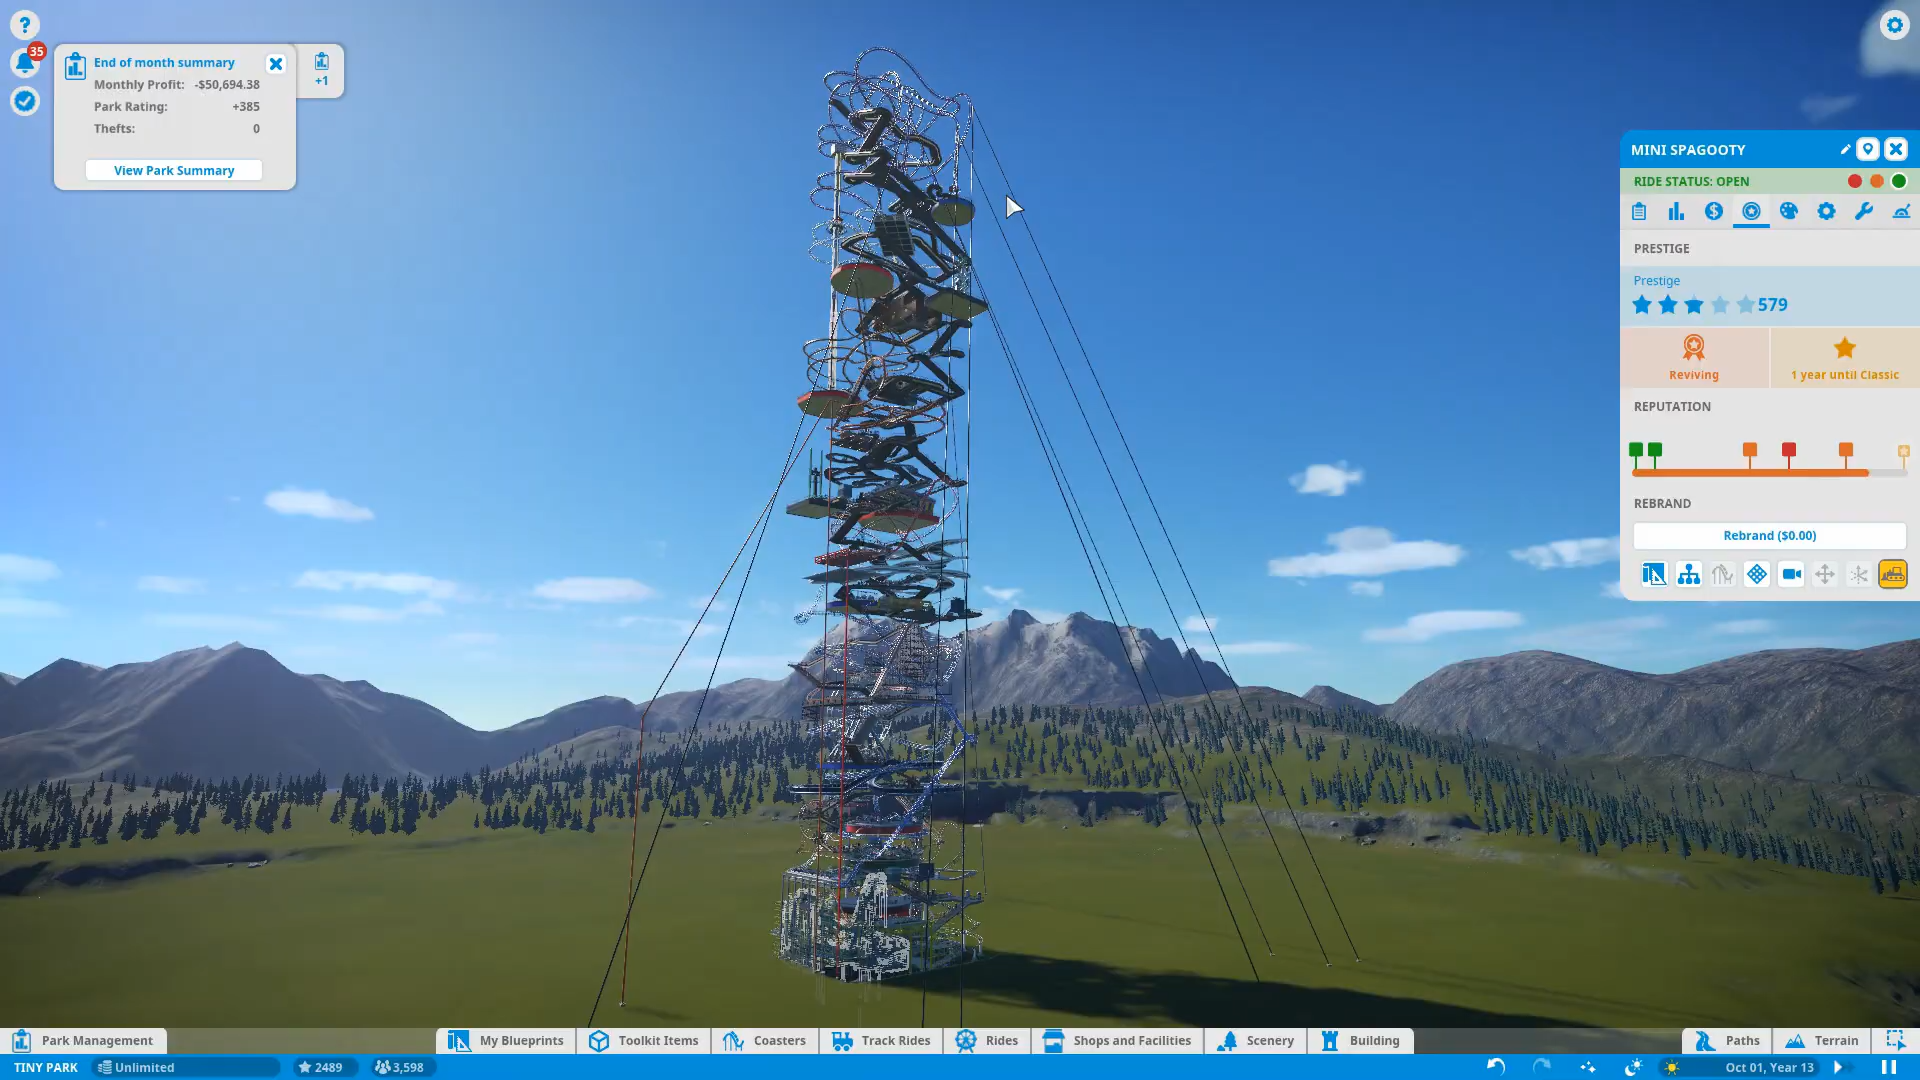 ?
35
End of month summary
Monthly Profit: -$50,694.38
Park Rating: +385
Thefts: 0
View Park Summary
+1
MINI SPAGOOTY
RIDE STATUS: OPEN
PRESTIGE
Prestige
579
Reviving
1 year until Classic
REPUTATION
REBRAND
Rebrand ($0.00)
Park Management
My Blueprints
Toolkit Items
Coasters
Track Rides
Rides
Shops and Facilities
Scenery
Building
Paths
Terrain
TINY PARK
Unlimited
2489
3,598
Oct 01, Year 13